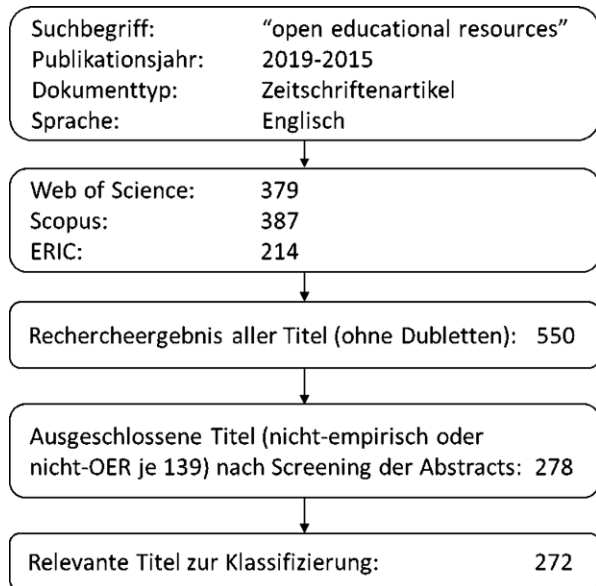 Suchbegriff: “open educational resources”
Publikationsjahr: 2019-2015
Dokumenttyp: Zeitschriftenartikel
Sprache: Englisch
Web of Science: 379
Scopus: 387
ERIC: 214
Rechercheergebnis aller Titel (ohne Dubletten): 550
Ausgeschlossene Titel (nicht-empirisch oder
nicht-OER je 139) nach Screening der Abstracts: 278
Relevante Titel zur Klassifizierung: 272